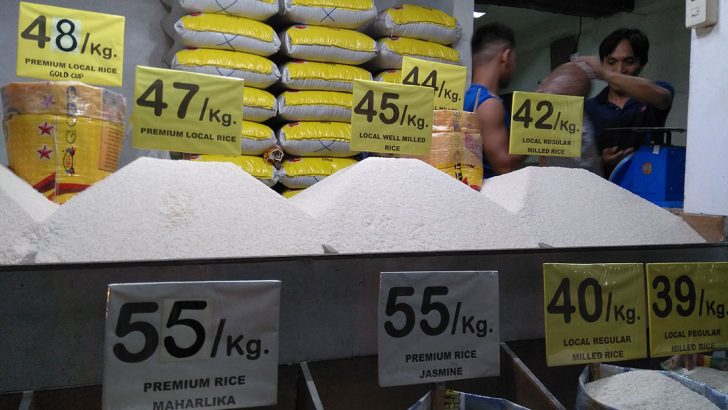 48/Kg.
PREMIUM LOCAL RICE
GOLD CUP
47/Kg.
PREMIUM LOCAL RICE
45/Kg.
LOCAL WELL MILLED
RICE
44/Kg.
42/Kg.
LOCAL REGULAR
MILLED RICE
55/Kg.
PREMIUM RICE
MAHARLIKA
55/Kg.
PREMIUM RICE
JASMINE
40/Kg.
LOCAL REGULAR
MILLED RICE
39/Kg.
LOCAL REGULAR
MILLED RICE